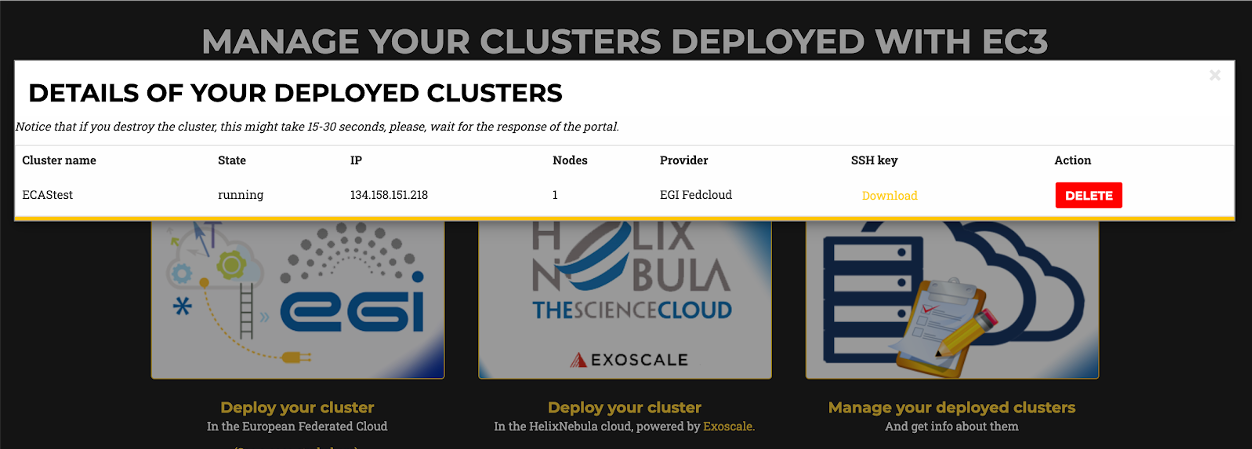 MANAGE YOUR CLUSTERS DEPLOYED WITH EC3
×
DETAILS OF YOUR DEPLOYED CLUSTERS
Notice that if you destroy the cluster, this might take 15-30 seconds, please, wait for the response of the portal.
Cluster name State IP Nodes Provider SSH key Action
ECAStest running 134.158.151.218 1 EGI Fedcloud Download DELETE
egi
HELIX
NEBULA
THESCIENCECLOUD
EXOSCALE
Deploy your cluster
In the European Federated Cloud
Deploy your cluster
In the HelixNebula cloud, powered by Exoscale.
Manage your deployed clusters
And get info about them